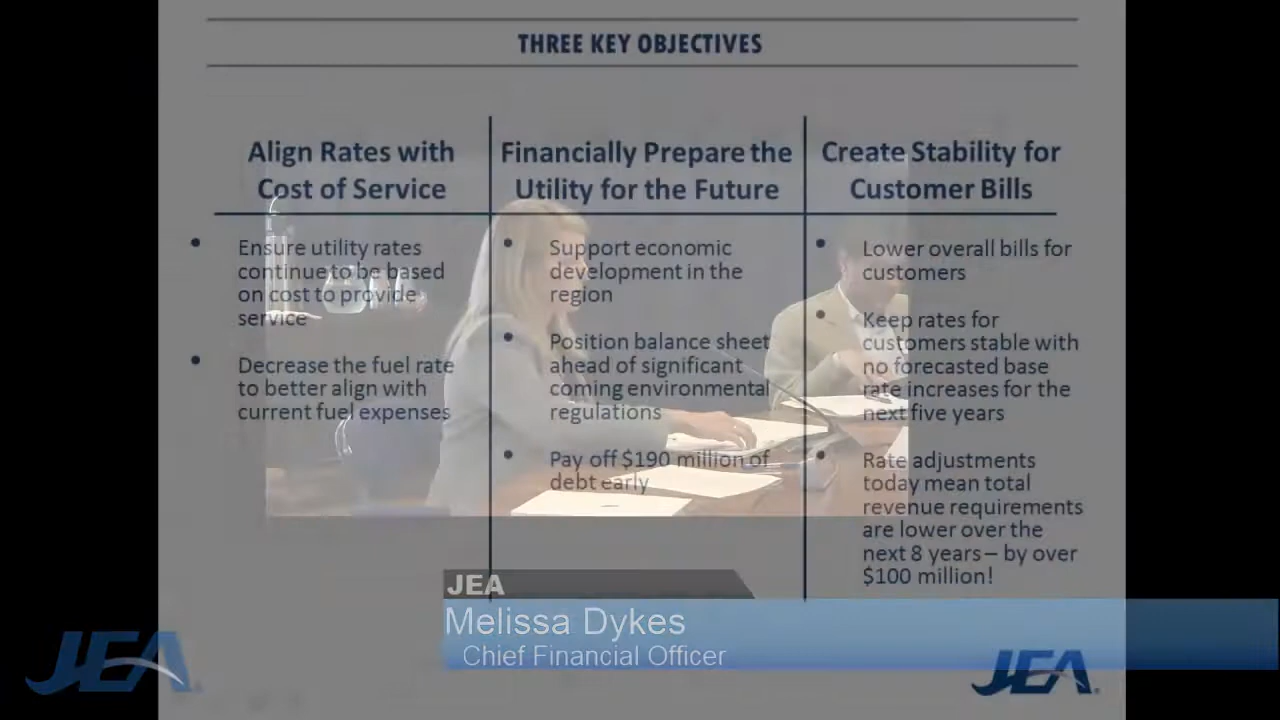 THREE KEY OBJECTIVES
Align Rates with
Cost of Service
• Ensure utility rates
continue to be based
on cost to provide
service
• Decrease the fuel rate
to better align with
current fuel expenses
Financially Prepare the
Utility for the Future
• Support economic
development in the
region
• Position balance sheet
ahead of significant
coming environmental
regulations
• Pay off $190 million of
debt early
Create Stability for
Customer Bills
• Lower overall bills for
customers
• Keep rates for
customers stable with
no forecasted base
rate increases for the
next five years
• Rate adjustments
today mean total
revenue requirements
are lower over the
next 8 years – by over
$100 million!
JEA
Melissa Dykes
Chief Financial Officer
JEA
JEA